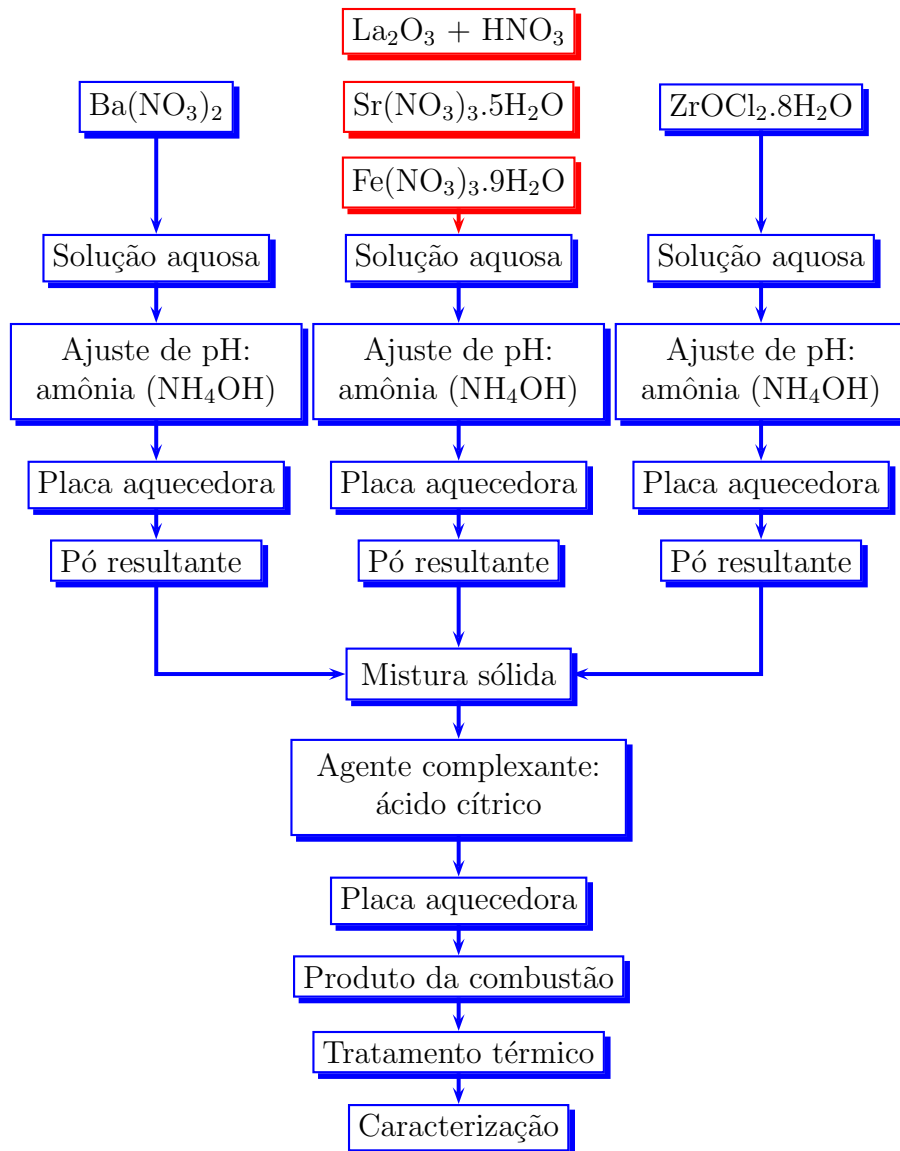 La₂O₃ + HNO₃
Ba(NO₃)₂
Sr(NO₃)₃.5H₂O
ZrOCl₂.8H₂O
Fe(NO₃)₃.9H₂O
Solução aquosa
Solução aquosa
Solução aquosa
Ajuste de pH:
amônia (NH₄OH)
Ajuste de pH:
amônia (NH₄OH)
Ajuste de pH:
amônia (NH₄OH)
Placa aquecedora
Placa aquecedora
Placa aquecedora
Pó resultante
Pó resultante
Pó resultante
Mistura sólida
Agente complexante:
ácido cítrico
Placa aquecedora
Produto da combustão
Tratamento térmico
Caracterização